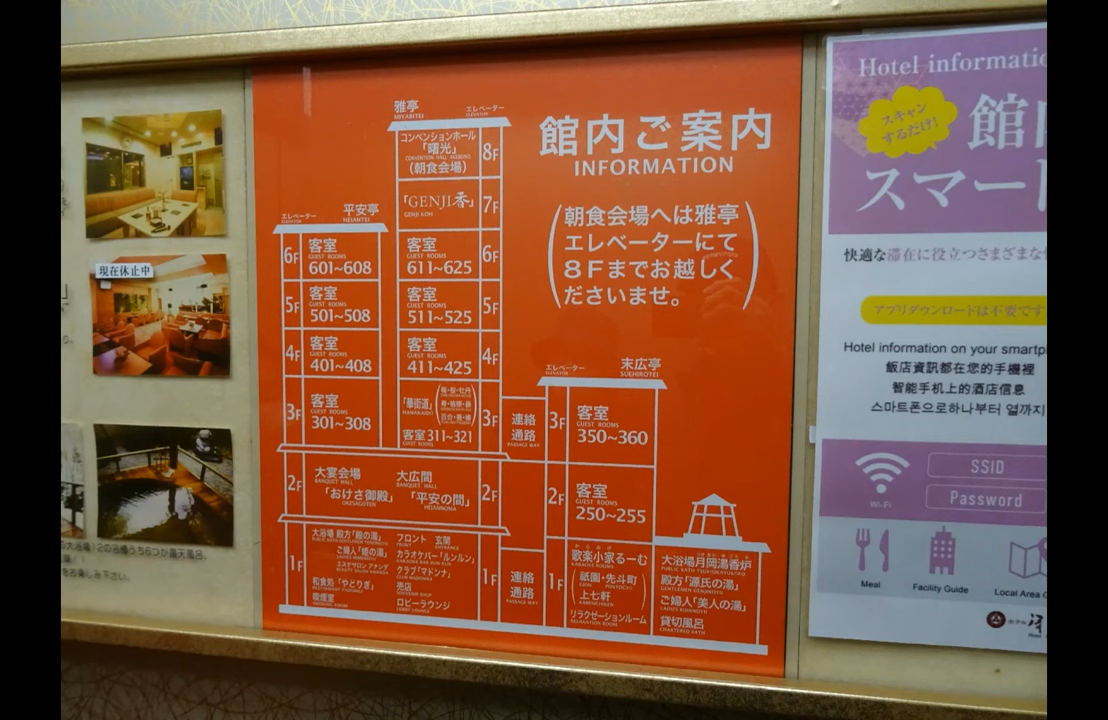 現在休止中
館内ご案内
INFORMATION
朝食会場へは雅亭
エレベーターにて
8Fまでお越しく
ださいませ。
雅亭
MIYABITEI
エレベーター
ELEVATOR
コンベンションホール
「曙光」
(朝食会場)
8F
「GENJI香」
GENJI KOH
7F
客室
GUEST ROOMS
611~625
6F
客室
GUEST ROOMS
511~525
5F
客室
GUEST ROOMS
411~425
4F
「華街道」
客室 311~321
GUEST ROOMS
3F
エレベーター
ELEVATOR
平安亭
HEIANTEI
6F
客室
GUEST ROOMS
601~608
5F
客室
GUEST ROOMS
501~508
4F
客室
GUEST ROOMS
401~408
3F
客室
GUEST ROOMS
301~308
2F
大宴会場
BANQUET HALL
「おけさ御殿」
OKESAGOTEN
大広間
BANQUET HALL
「平安の間」
HEIANNOMA
2F
1F
大浴場 殿方「殿の湯」
ご婦人「姫の湯」
エステサロン アナンダ
和食処「やどりぎ」
喫煙室
フロント 玄関
カラオケバー「ルンルン」
クラブ「マドンナ」
売店
ロビーラウンジ
1F
連絡
通路
PASSAGE WAY
連絡
通路
PASSAGE WAY
エレベーター
ELEVATOR
末広亭
SUEHIROTEI
3F
客室
GUEST ROOMS
350~360
2F
客室
GUEST ROOMS
250~255
1F
歌楽小家るーむ
KARAOKE ROOMS
祇園・先斗町
上七軒
リラクゼーションルーム
RELAXATION ROOM
大浴場月岡湯香炉
殿方「源氏の湯」
ご婦人「美人の湯」
貸切風呂
CHARTERED BATH
Hotel informatio
スキャン
するだけ!
館
スマート
快適な滞在に役立つさまざまな
アプリダウンロードは不要です
Hotel information on your smartp
飯店資訊都在您的手機裡
智能手机上的酒店信息
스마트폰으로하나부터 열까지
Wi-Fi
SSID
Password
Meal
Facility Guide
Local Area
ホテル